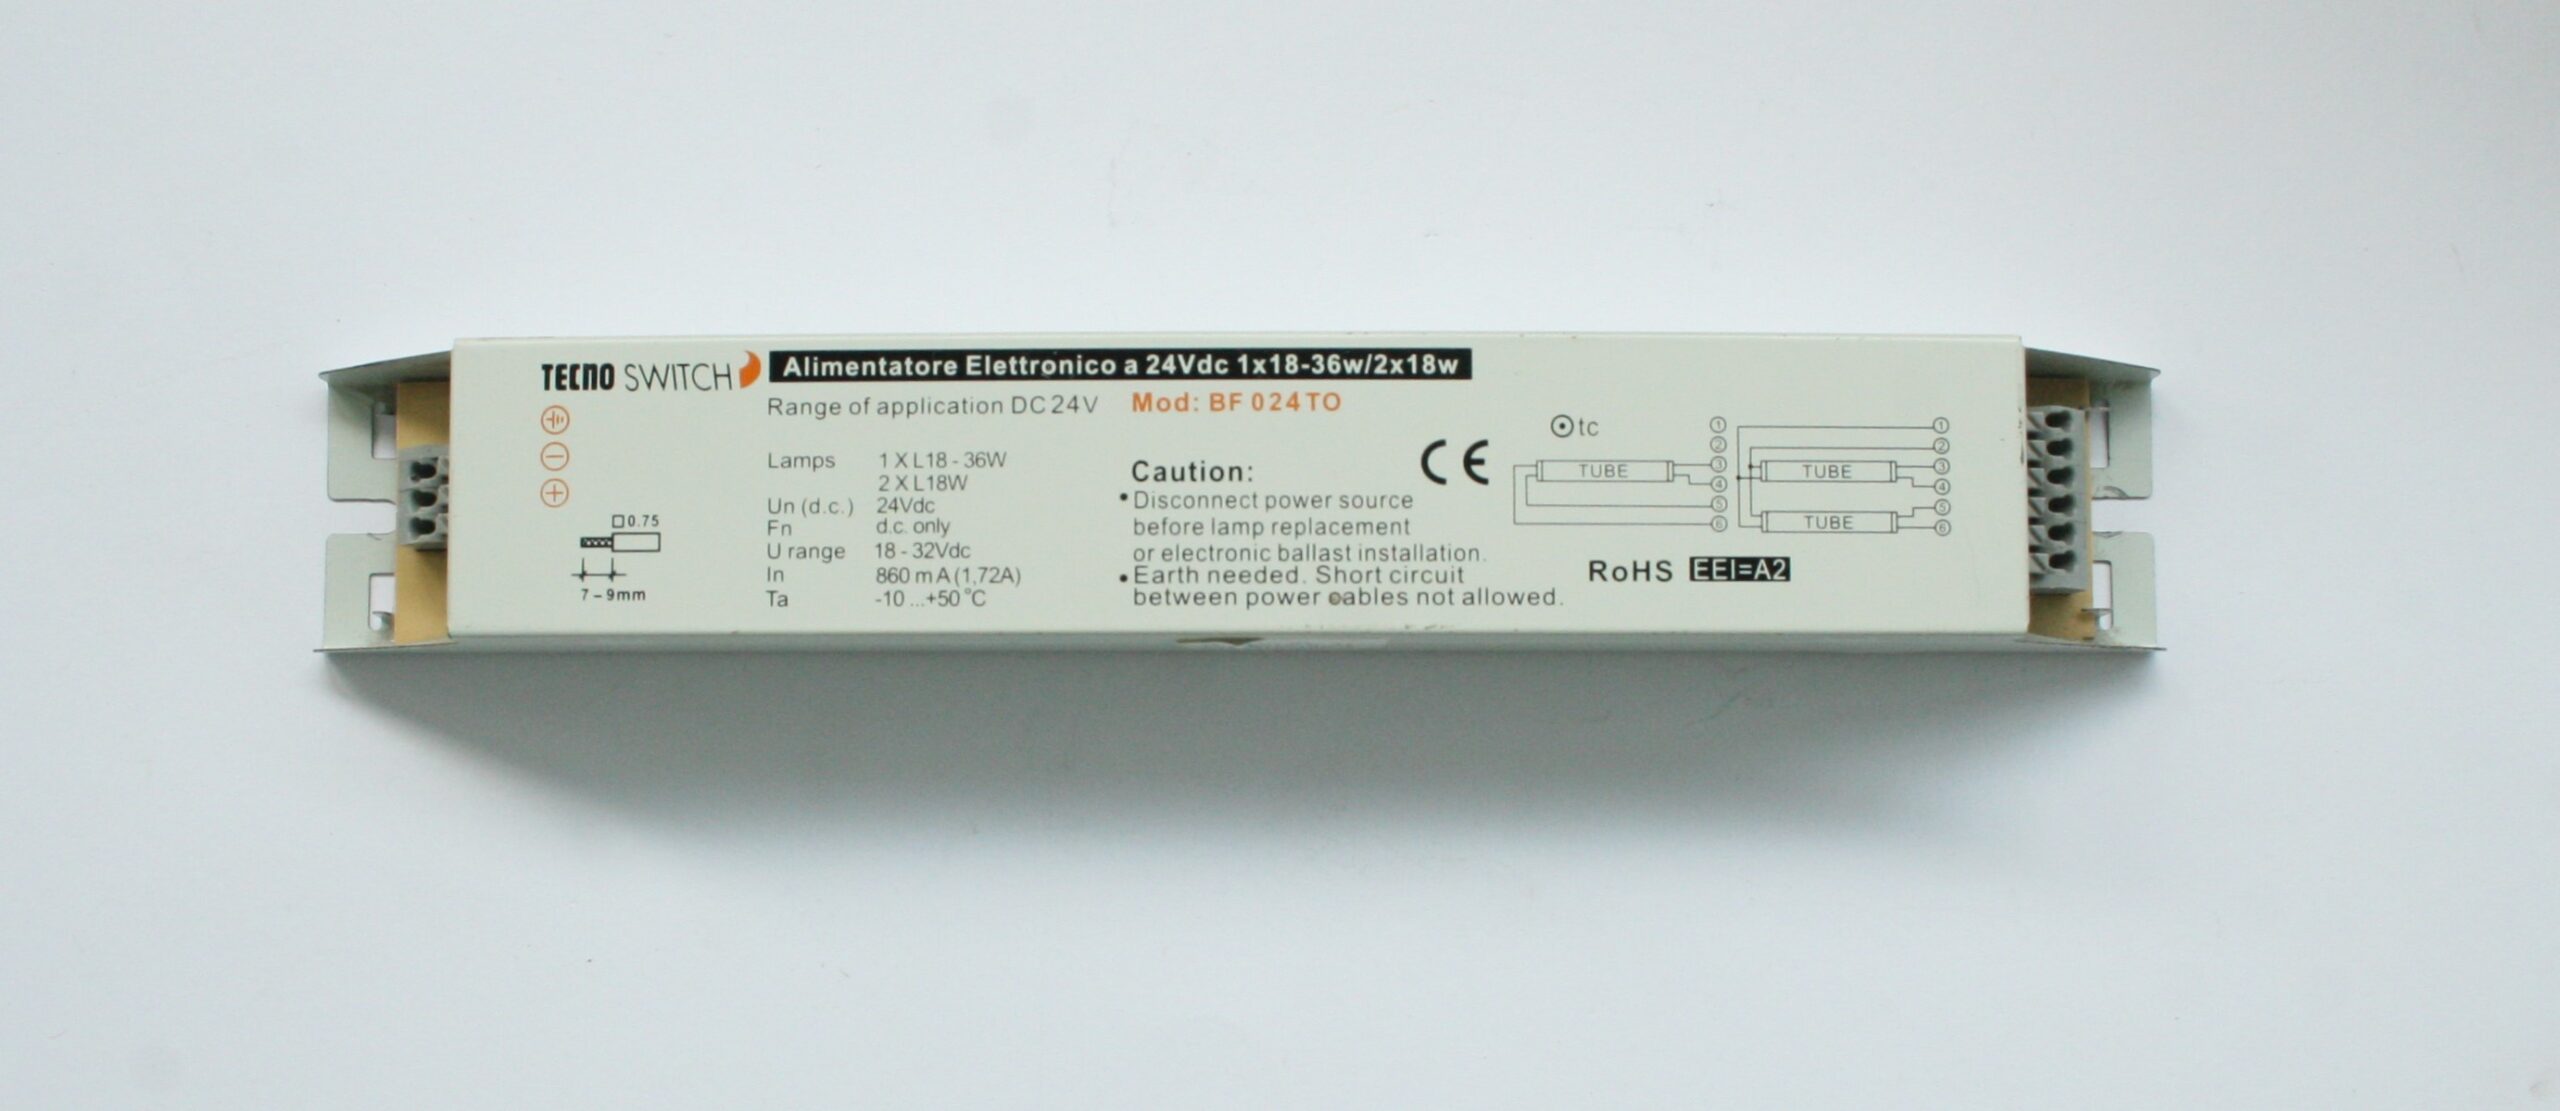 TECNO SWITCH
Alimentatore Elettronico a 24Vdc 1x18-36w/2x18w
Range of application DC24V
Mod: BF 024TO
□0.75
7-9mm
Lamps 1 X L18 - 36W
2 X L18W
Un (d.c.) 24Vdc
Fn d.c. only
U range 18 - 32Vdc
In 860 mA (1,72A)
Ta -10 ...+50°C
Caution:
•Disconnect power source
before lamp replacement
or electronic ballast installation.
•Earth needed. Short circuit
between power cables not allowed.
CE
tc
TUBE
1
2
3
4
5
6
TUBE
TUBE
1
2
3
4
5
6
RoHS EEI=A2